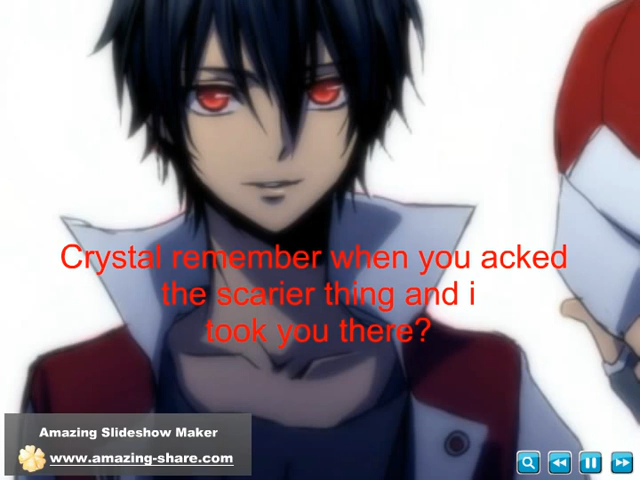 Crystal remember when you acked
the scarier thing and i
took you there?
Amazing Slideshow Maker
www.amazing-share.com